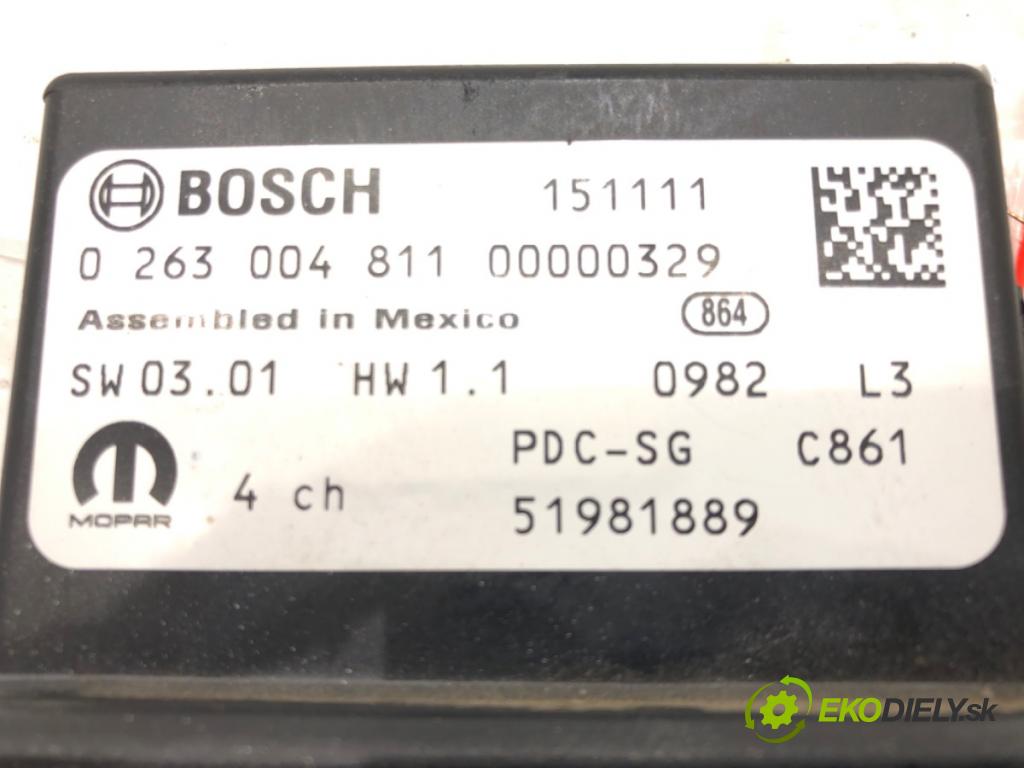 BOSCH 151111
0 263 004 811 00000329
Assembled in Mexico 864
SW 03.01 HW 1.1 0982 L3
PDC-SG C861
MOPAR 4 ch 51981889
EKODIELY.sk